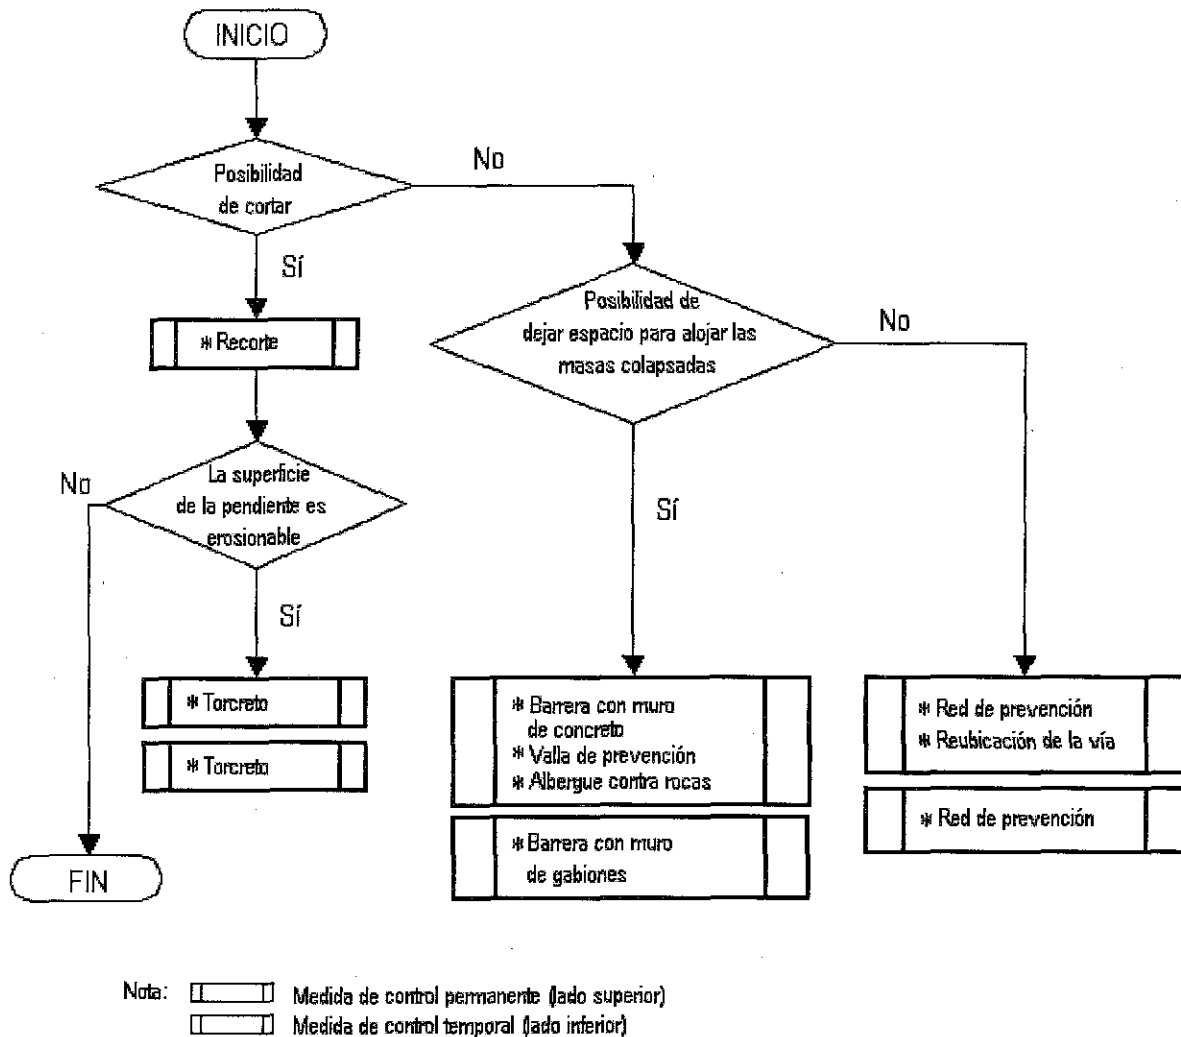 INICIO
No
Posibilidad
de cortar
Sí
Posibilidad de
dejar espacio para alojar las
masas colapsadas
No
* Recorte
No
La superficie
de la pendiente es
erosionable
Sí
Sí
* Torcreto
* Torcreto
* Barrera con muro
de concreto
* Valla de prevención
* Albergue contra rocas
* Barrera con muro
de gabiones
* Red de prevención
* Reubicación de la vía
* Red de prevención
FIN
Nota:
Medida de control permanente (lado superior)
Medida de control temporal (lado inferior)